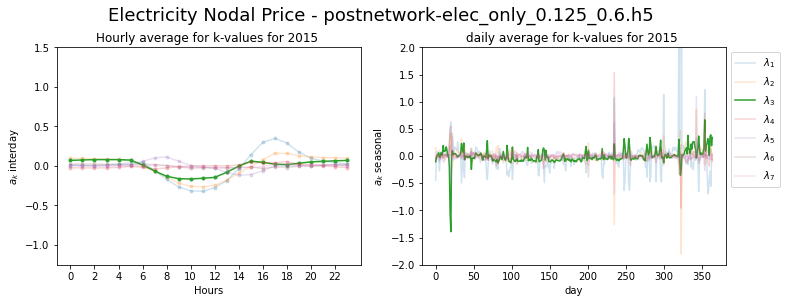 Electricity Nodal Price - postnetwork-elec_only_0.125_0.6.h5
Hourly average for k-values for 2015
1.5
1.0
0.5
0.0
−0.5
−1.0
a_k interday
0 2 4 6 8 10 12 14 16 18 20 22
Hours
daily average for k-values for 2015
2.0
1.5
1.0
0.5
0.0
−0.5
−1.0
−1.5
−2.0
a_k seasonal
0 50 100 150 200 250 300 350
day
λ₁
λ₂
λ₃
λ₄
λ₅
λ₆
λ₇